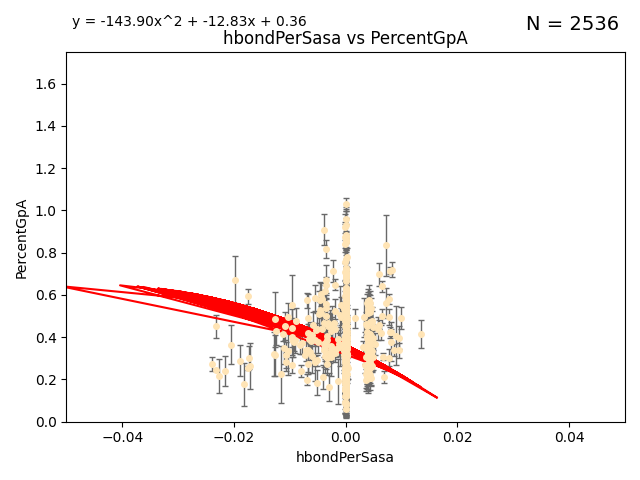 y = -143.90x^2 + -12.83x + 0.36
N = 2536
hbondPerSasa vs PercentGpA
1.6
1.4
1.2
1.0
0.8
0.6
0.4
0.2
0.0
PercentGpA
−0.04
−0.02
0.00
0.02
0.04
hbondPerSasa